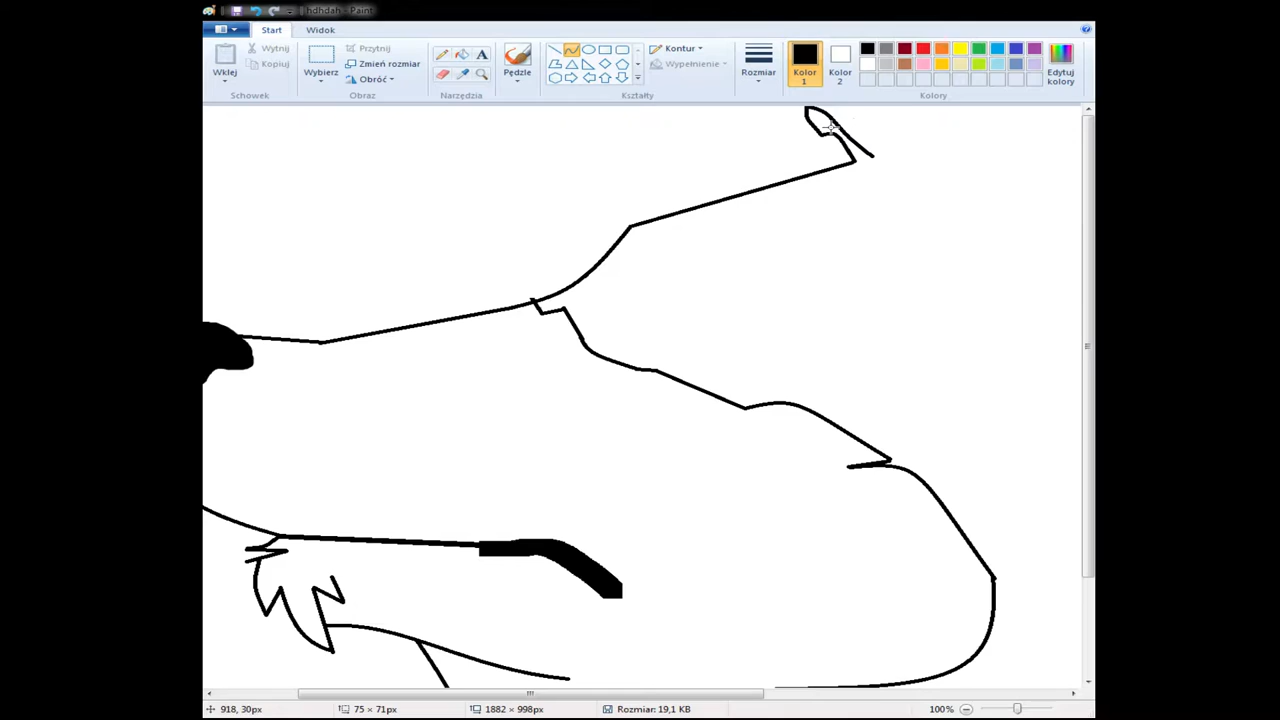 hdhdah - Paint
Start Widok
Wklej
Wytnij
Kopiuj
Schowek
Wybierz
Przytnij
Zmień rozmiar
Obróć
Obraz
A
Narzędzia
Pędzle
Kontur
Wypełnienie
Kształty
Rozmiar
Kolor 1
Kolor 2
Edytuj kolory
Kolory
918, 30px
75 × 71px
1882 × 998px
Rozmiar: 19,1 KB
100%